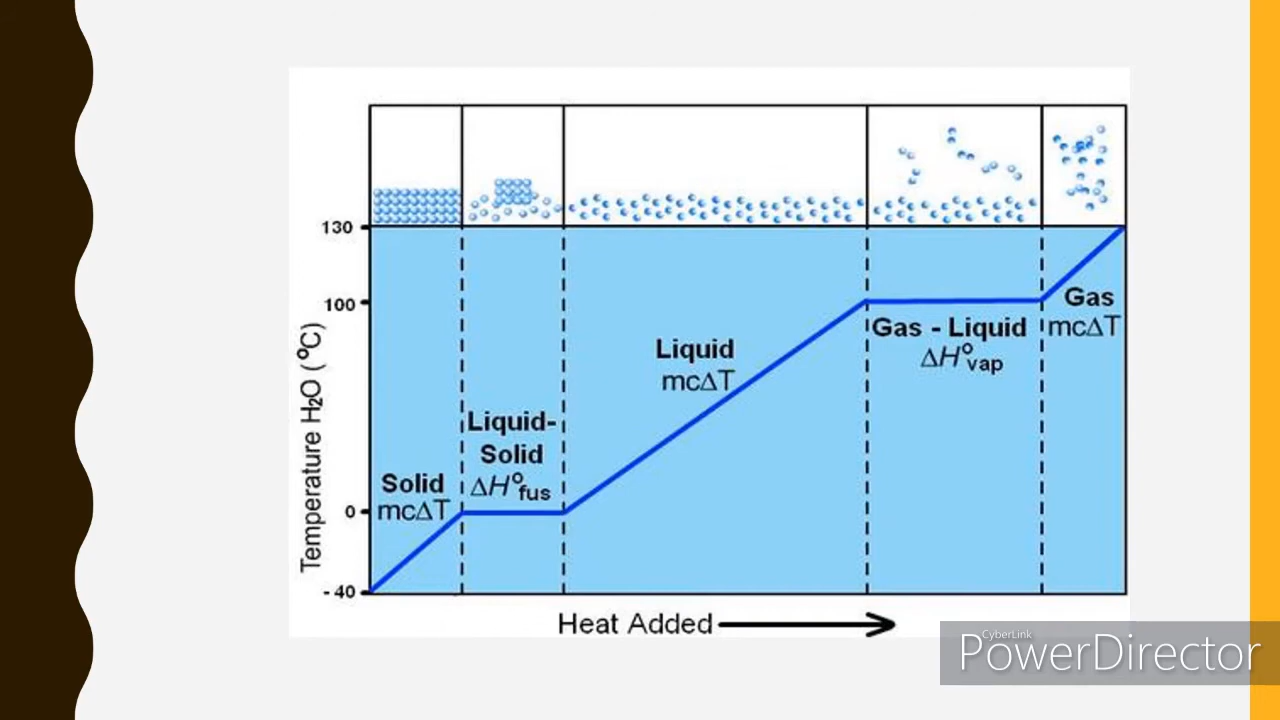 130
100
0
- 40
Temperature H₂O (°C)
Solid
mcΔT
Liquid-
Solid
ΔH°fus
Liquid
mcΔT
Gas - Liquid
ΔH°vap
Gas
mcΔT
Heat Added
CyberLink
PowerDirector